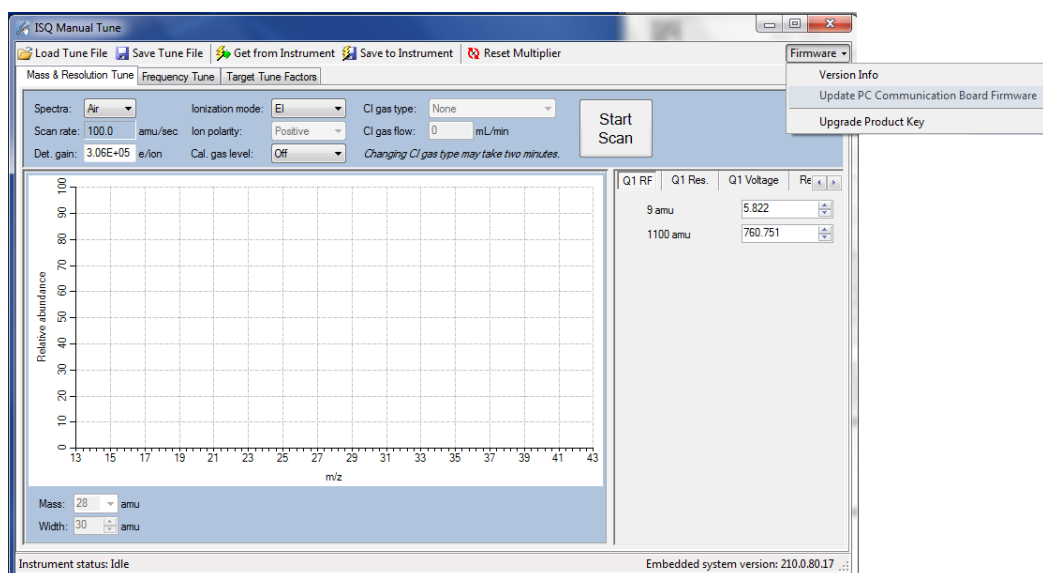 ISQ Manual Tune
Load Tune File Save Tune File Get from Instrument Save to Instrument Reset Multiplier Firmware
Version Info
Update PC Communication Board Firmware
Upgrade Product Key
Mass & Resolution Tune Frequency Tune Target Tune Factors
Spectra: Air Ionization mode: EI CI gas type: None
Scan rate: 100.0 amu/sec Ion polarity: Positive CI gas flow: 0 mL/min
Det. gain: 3.06E+05 e/ion Cal. gas level: Off Changing CI gas type may take two minutes.
Start
Scan
Q1 RF Q1 Res. Q1 Voltage Re
9 amu 5.822
1100 amu 760.751
Relative abundance
100
90
80
70
60
50
40
30
20
10
0
13 15 17 19 21 23 25 27 29 31 33 35 37 39 41 43
m/z
Mass: 28 amu
Width: 30 amu
Instrument status: Idle Embedded system version: 210.0.80.17